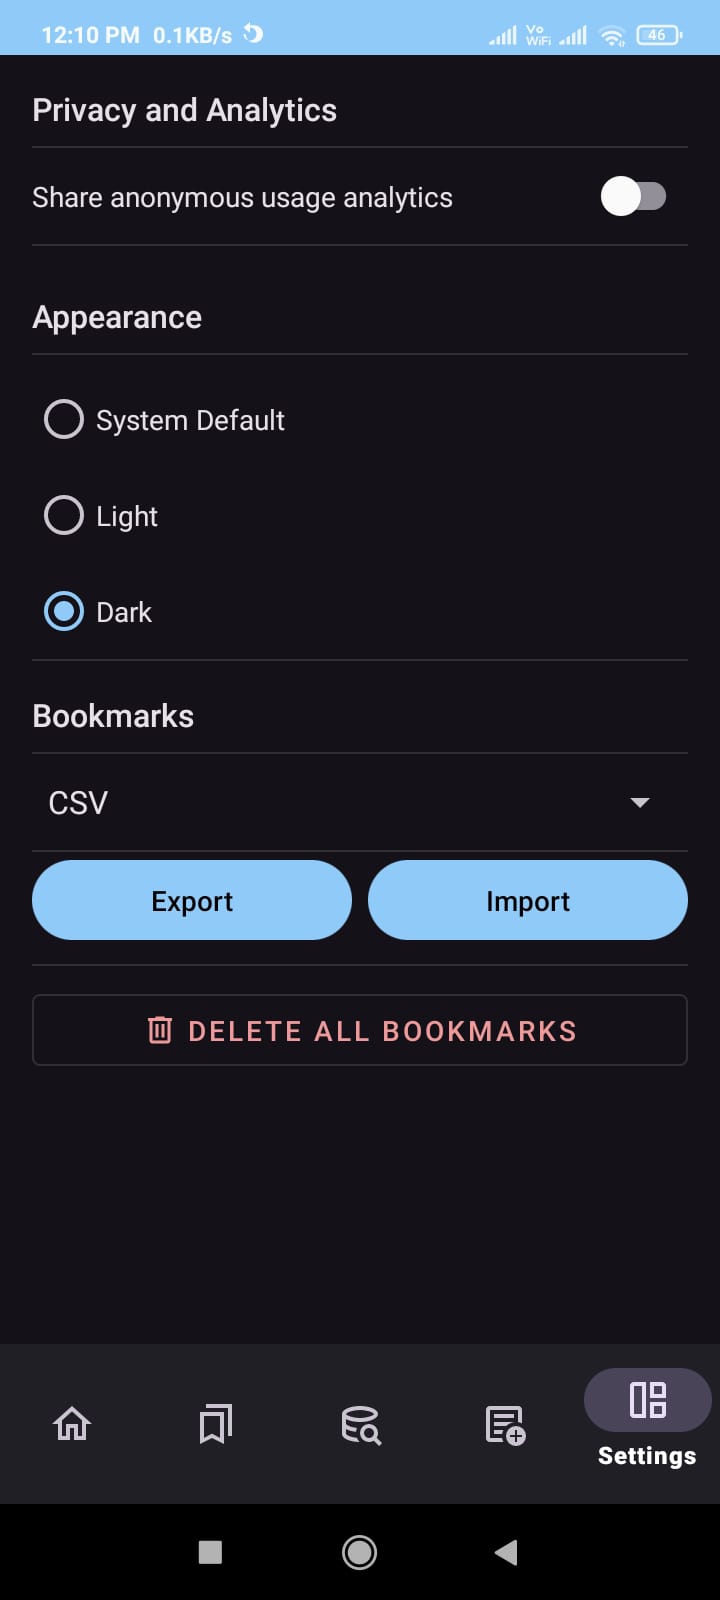 12:10 PM 0.1KB/s Vo WiFi 46
Privacy and Analytics
Share anonymous usage analytics
Appearance
System Default
Light
Dark
Bookmarks
CSV
Export Import
DELETE ALL BOOKMARKS
Settings